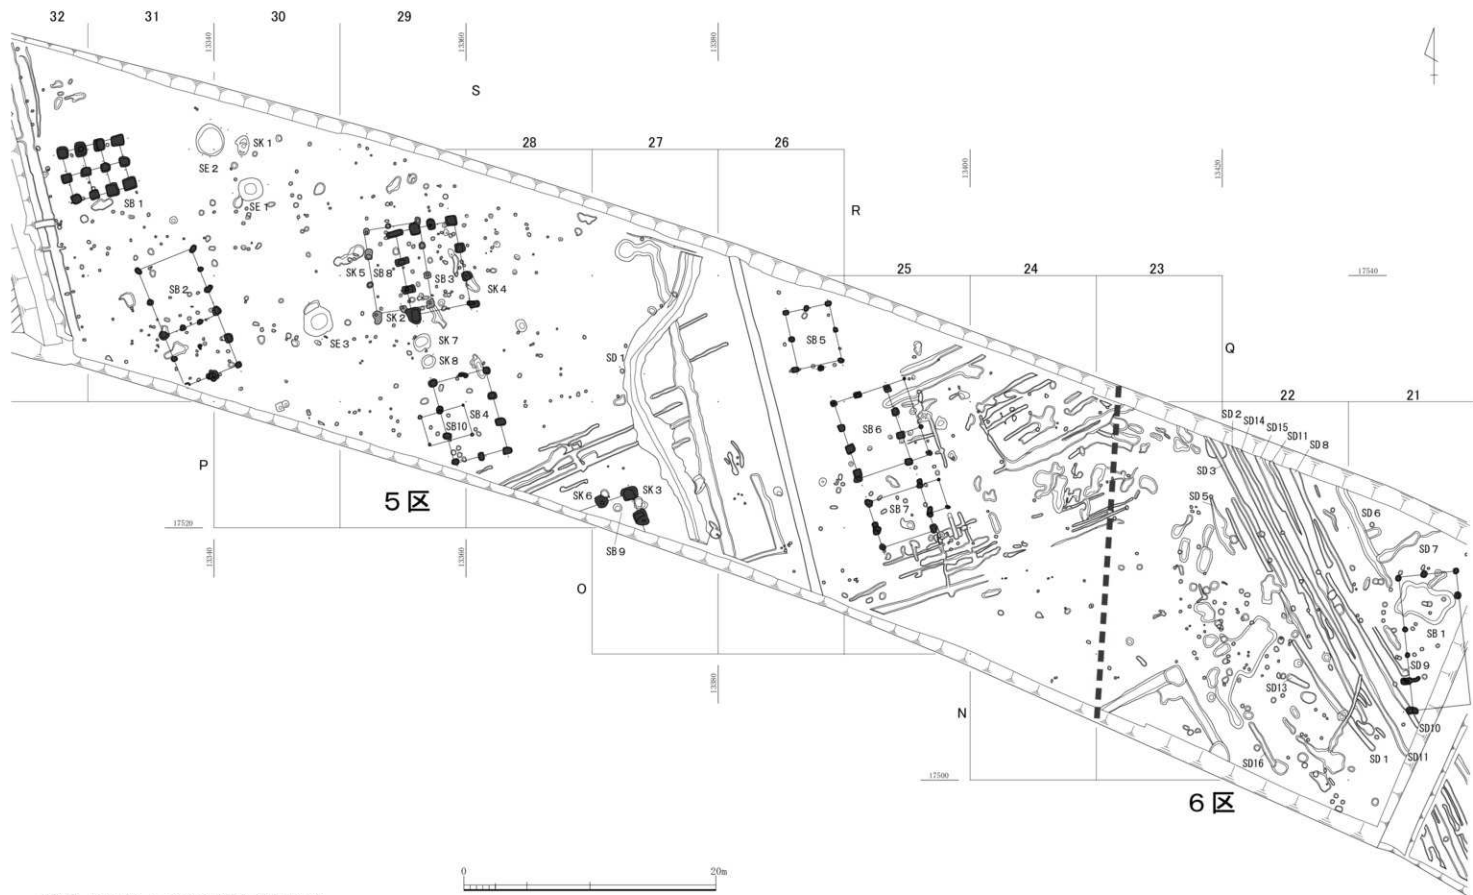 32
31
30
29
13340
13360
S
28
27
26
13380
R
13400
13420
25
24
23
17540
Q
22
21
SK 1
SE 2
SB 1
SE 1
SK 5
SB 8
SB 3
SK 4
SB 2
SK 2
SE 3
SK 7
SK 8
SD 1
SB 5
SB 4
SB10
SB 6
P
5区
SK 6
SK 3
SB 9
SB 7
17520
13340
13360
O
SD 2
SD14
SD15
SD11
SD 8
SD 3
SD 5
SD 6
SD 7
SB 1
SD 9
SD13
SD10
SD16
SD 1
SD11
13380
N
17500
6区
0
20m